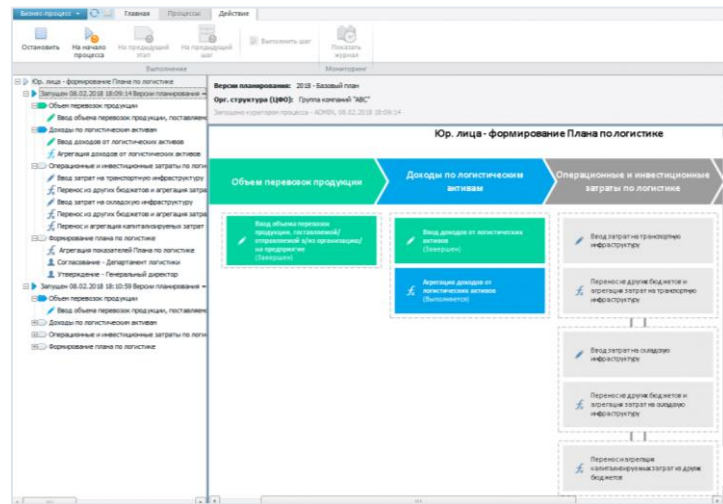 Бизнес-процесс
Главная
Процессы
Действие
Остановить
На начало
процесса
На предыдущий
этап
На предыдущий
шаг
Выполнить шаг
Показать
журнал
Выполнение
Мониторинг
Юр. лица - формирование Плана по логистике
Запущен 08.02.2018 18:09:14 Версии планирования =
Объем перевозок продукции
Ввод объема перевозок продукции, поставляем
Доходы по логистическим активам
Ввод доходов от логистических активов
Агрегация доходов от логистических активов
Операционные и инвестиционные затраты по логи
Ввод затрат на транспортную инфраструктуру
Перенос из других бюджетов и агрегация затра
Ввод затрат на складскую инфраструктуру
Перенос из других бюджетов и агрегация затра
Перенос и агрегация капитализируемых затрат
Формирование плана по логистике
Агрегация показателей Плана по логистике
Согласование - Департамент логистики
Утверждение - Генеральный директор
Запущен 08.02.2018 18:10:59 Версии планирования =
Объем перевозок продукции
Ввод объема перевозок продукции, поставляем
Доходы по логистическим активам
Операционные и инвестиционные затраты по логи
Формирование плана по логистике
Версии планирования: 2018 - Базовый план
Орг. структура (ЦФО): Группа компаний "АВС"
Запущено куратором процесса - ADMIN, 08.02.2018 18:09:14
Юр. лица - формирование Плана по логистике
Объем перевозок продукции
Доходы по логистическим
активам
Операционные и инвестиционные
затраты по логистике
Ввод объема перевозки
продукции, поставляемой/
отправляемой в/из организацию/
на предприятие
(Завершен)
Ввод доходов от логистических
активов
(Завершен)
Агрегация доходов от
логистических активов
(Выполняется)
Ввод затрат на транспортную
инфраструктуру
Перенос из других бюджетов и
агрегация затрат на транспортную
инфраструктуру
Ввод затрат на складскую
инфраструктуру
Перенос из других бюджетов и
агрегация затрат на складскую
инфраструктуру
Перенос и агрегация
капитализируемых затрат из других
бюджетов